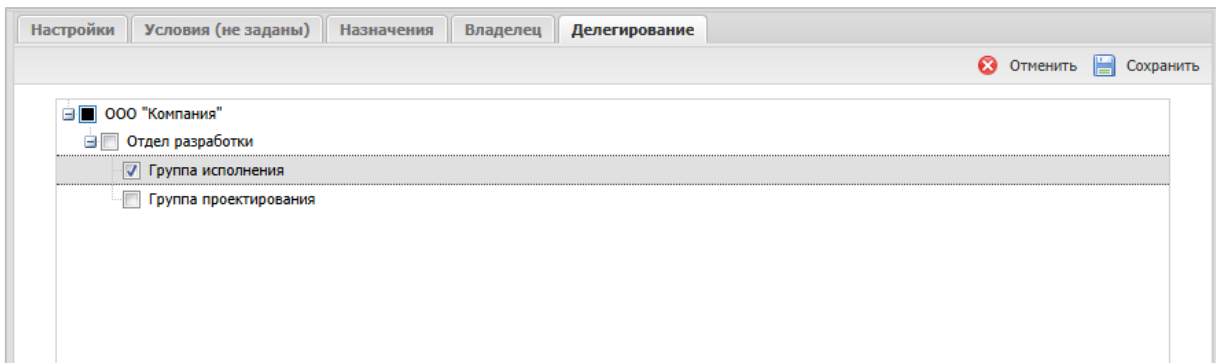 Настройки Условия (не заданы) Назначения Владелец Делегирование
Отменить Сохранить
ООО "Компания"
Отдел разработки
Группа исполнения
Группа проектирования